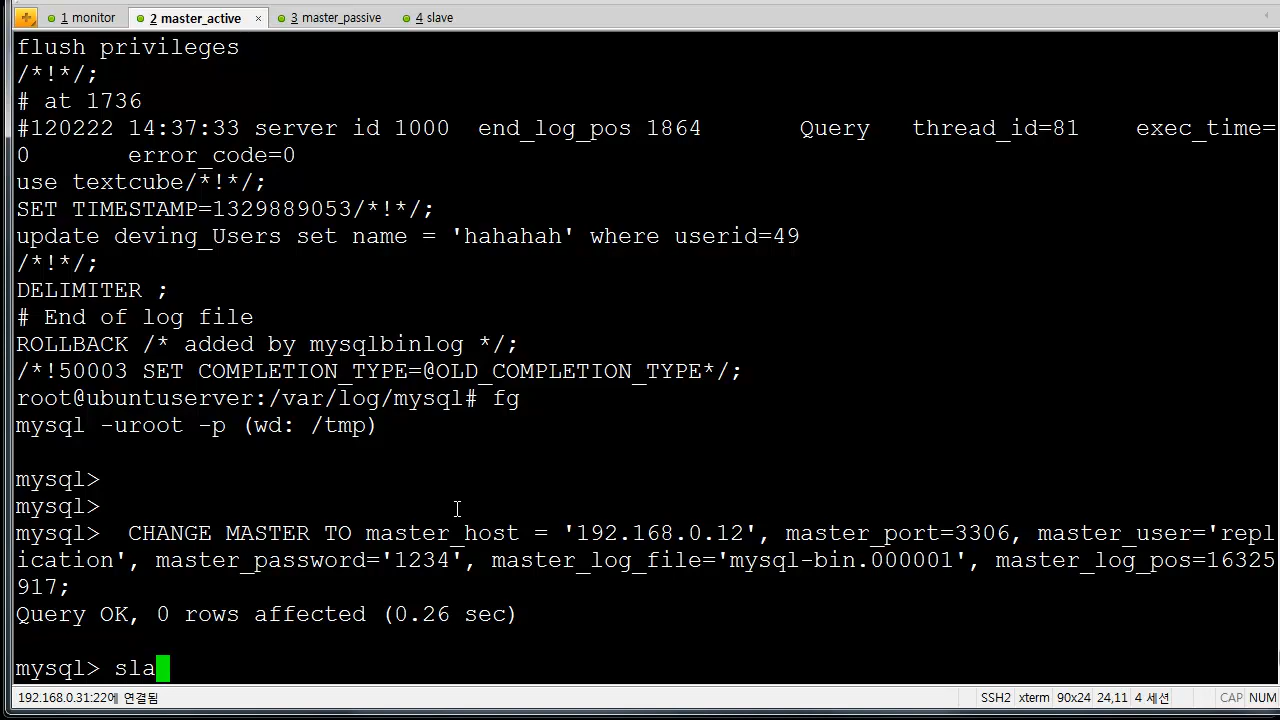 1 monitor 2 master_active × 3 master_passive 4 slave
flush privileges
/*!*/;
# at 1736
#120222 14:37:33 server id 1000  end_log_pos 1864       Query   thread_id=81    exec_time=
0       error_code=0
use textcube/*!*/;
SET TIMESTAMP=1329889053/*!*/;
update deving_Users set name = 'hahahah' where userid=49
/*!*/;
DELIMITER ;
# End of log file
ROLLBACK /* added by mysqlbinlog */;
/*!50003 SET COMPLETION_TYPE=@OLD_COMPLETION_TYPE*/;
root@ubuntuserver:/var/log/mysql# fg
mysql -uroot -p (wd: /tmp)
mysql>
mysql>
mysql>  CHANGE MASTER TO master_host = '192.168.0.12', master_port=3306, master_user='repl
ication', master_password='1234', master_log_file='mysql-bin.000001', master_log_pos=16325
917;
Query OK, 0 rows affected (0.26 sec)
mysql> sla
192.168.0.31:22에 연결됨 SSH2 xterm 90x24 24,11 4 세션 CAP NUM